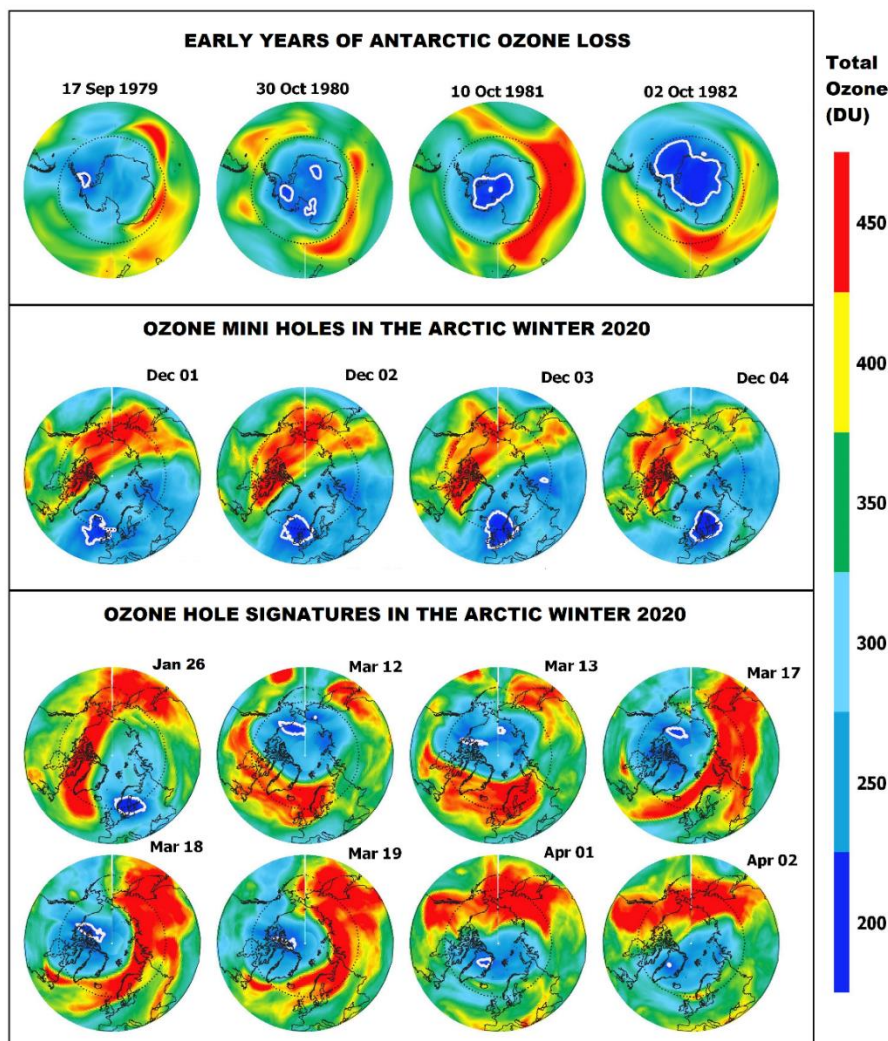 EARLY YEARS OF ANTARCTIC OZONE LOSS
17 Sep 1979
30 Oct 1980
10 Oct 1981
02 Oct 1982
OZONE MINI HOLES IN THE ARCTIC WINTER 2020
Dec 01
Dec 02
Dec 03
Dec 04
OZONE HOLE SIGNATURES IN THE ARCTIC WINTER 2020
Jan 26
Mar 12
Mar 13
Mar 17
Mar 18
Mar 19
Apr 01
Apr 02
Total
Ozone
(DU)
450
400
350
300
250
200